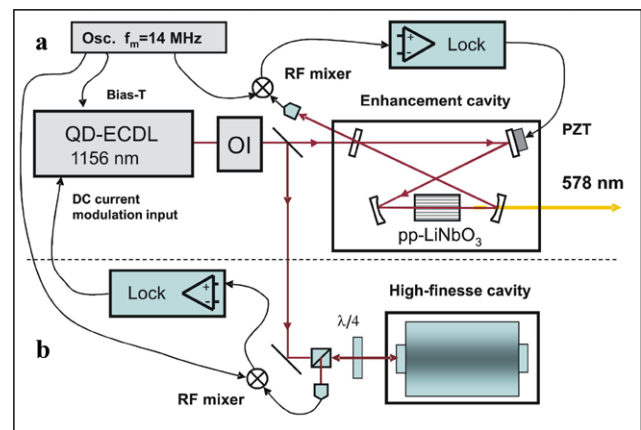 a
Osc. fₘ=14 MHz
Lock
RF mixer
Bias-T
Enhancement cavity
QD-ECDL
1156 nm
OI
PZT
578 nm
DC current
modulation input
pp-LiNbO₃
Lock
High-finesse cavity
λ/4
b
RF mixer